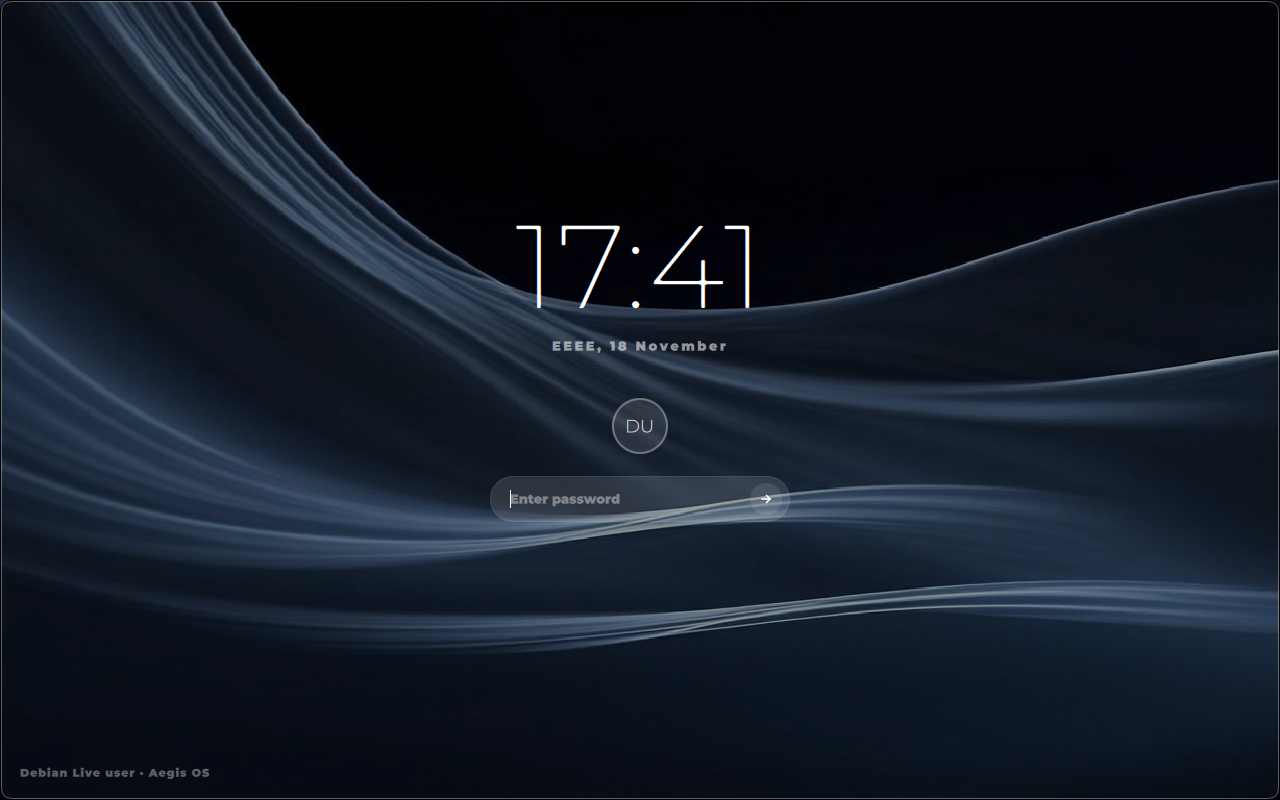 17:41
EEEE, 18 November
DU
Enter password
Debian Live user • Aegis OS